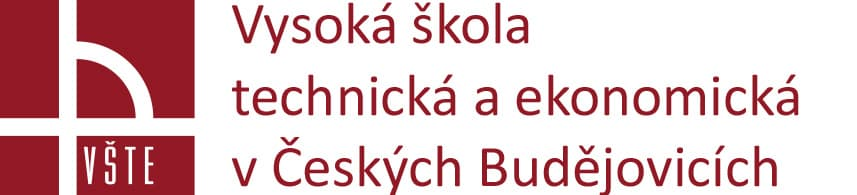 Vysoká škola
technická a ekonomická
v Českých Budějovicích
VŠTE